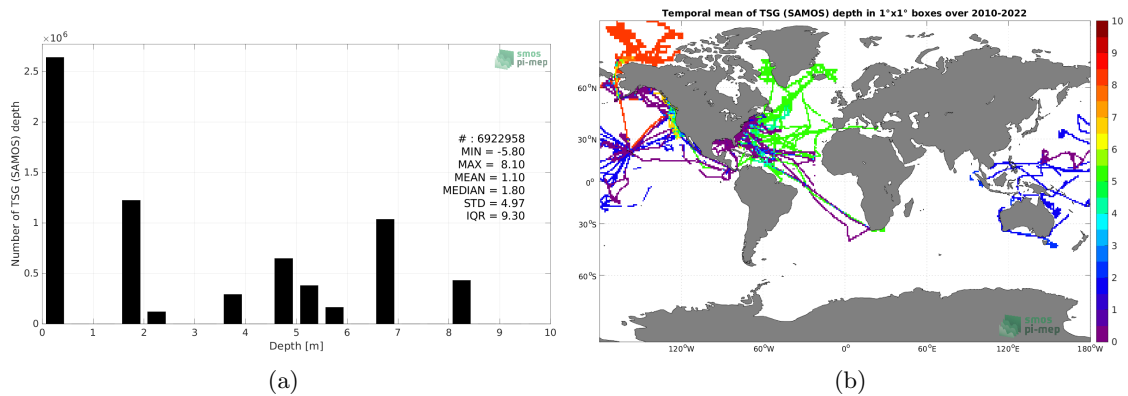 ×10⁶
smos
pi-mep
2.5
2
1.5
1
0.5
0
Number of TSG (SAMOS) depth
# : 6922958
MIN = -5.80
MAX = 8.10
MEAN = 1.10
MEDIAN = 1.80
STD = 4.97
IQR = 9.30
0 1 2 3 4 5 6 7 8 9 10
Depth [m]
(a)
Temporal mean of TSG (SAMOS) depth in 1°x1° boxes over 2010-2022
60°N
30°N
0°
30°S
60°S
120°W 60°W 0° 60°E 120°E 180°W
smos
pi-mep
10
9
8
7
6
5
4
3
2
1
0
(b)